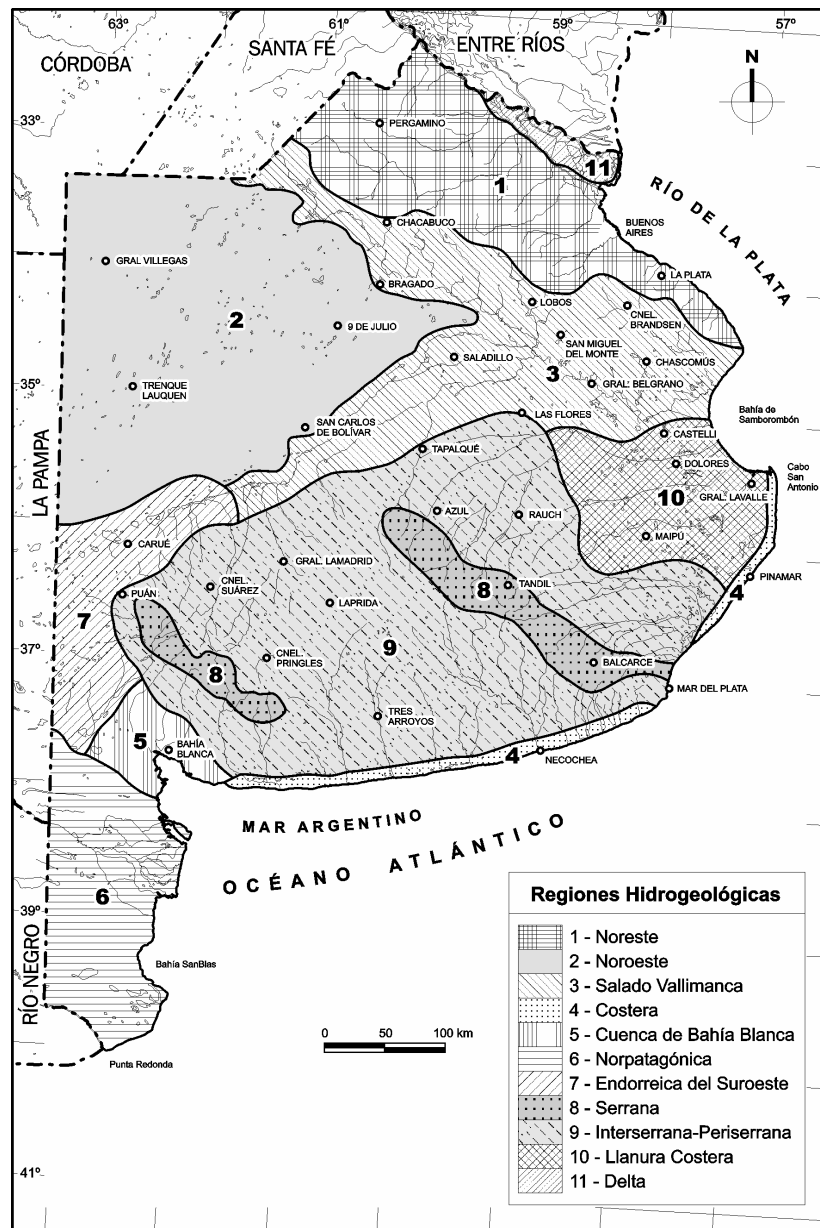 63º
61º
59º
57º
CÓRDOBA
SANTA FÉ
ENTRE RÍOS
N
33º
PERGAMINO
11
1
RÍO DE LA PLATA
CHACABUCO
BUENOS
AIRES
GRAL VILLEGAS
LA PLATA
BRAGADO
LOBOS
CNEL.
BRANDSEN
2
9 DE JULIO
SAN MIGUEL
DEL MONTE
SALADILLO
3
CHASCOMÚS
35º
TRENQUE
LAUQUEN
GRAL. BELGRANO
LAS FLORES
Bahía de
Samborombón
SAN CARLOS
DE BOLÍVAR
CASTELLI
TAPALQUÉ
DOLORES
Cabo
San
Antonio
LA PAMPA
10
GRAL. LAVALLE
AZUL
RAUCH
CARUÉ
MAIPÚ
GRAL. LAMADRID
PINAMAR
CNEL.
SUÁREZ
8
TANDIL
4
PUÁN
LAPRIDA
7
37º
9
CNEL.
PRINGLES
BALCARCE
8
MAR DEL PLATA
TRES
ARROYOS
5
BAHÍA
BLANCA
4
NECOCHEA
MAR ARGENTINO
OCÉANO ATLÁNTICO
6
39º
RÍO NEGRO
Bahía SanBlas
0 50 100 km
Punta Redonda
41º
Regiones Hidrogeológicas
1 - Noreste
2 - Noroeste
3 - Salado Vallimanca
4 - Costera
5 - Cuenca de Bahía Blanca
6 - Norpatagónica
7 - Endorreica del Suroeste
8 - Serrana
9 - Interserrana-Periserrana
10 - Llanura Costera
11 - Delta